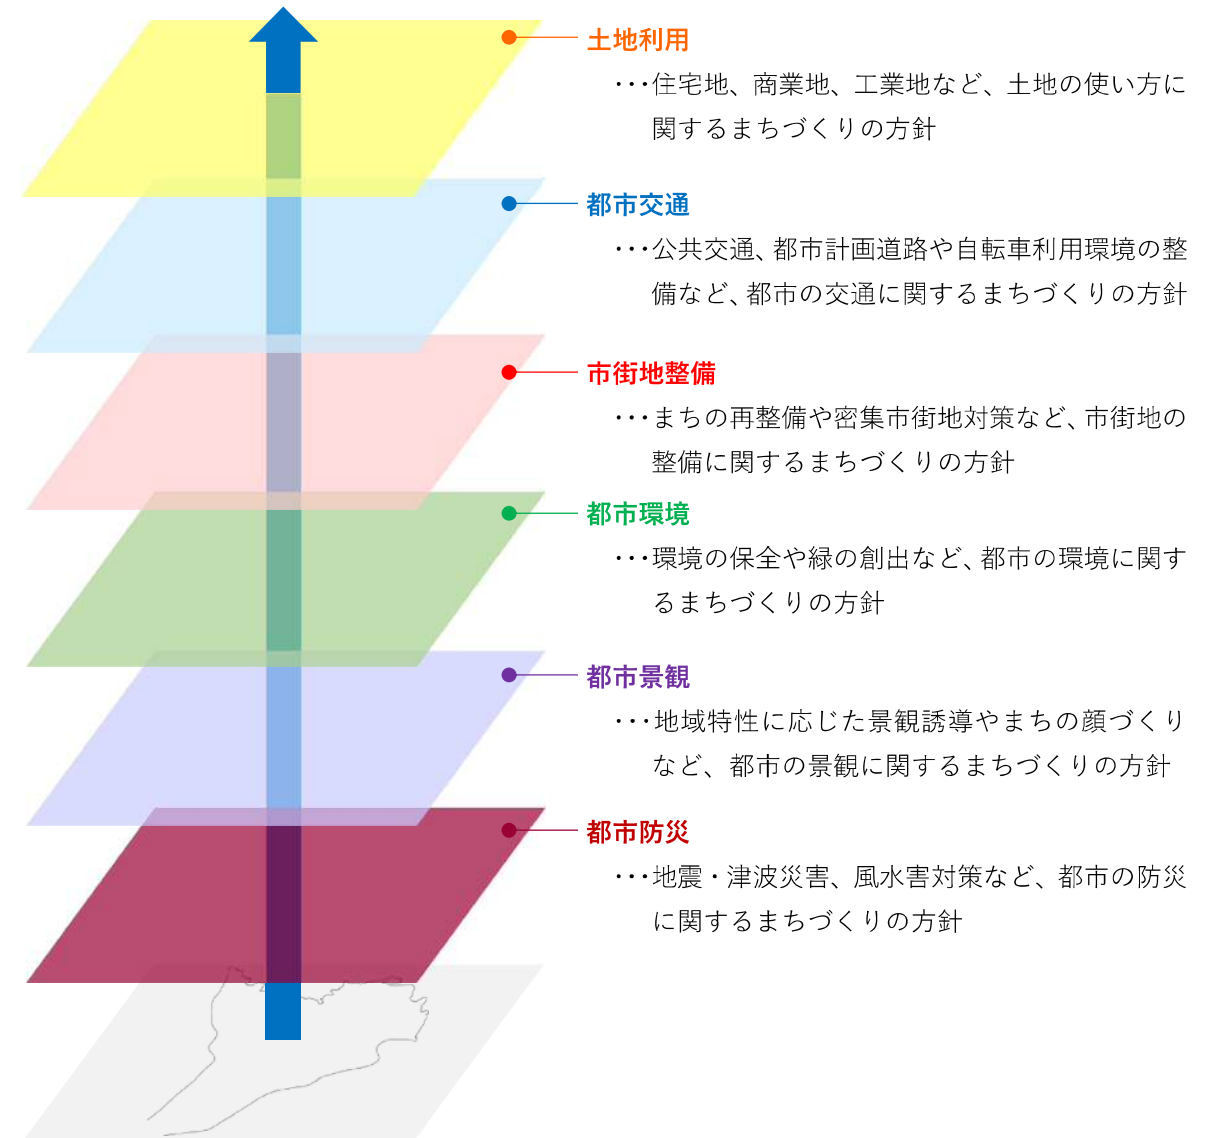 土地利用
･･･住宅地、商業地、工業地など、土地の使い方に
関するまちづくりの方針
都市交通
･･･公共交通、都市計画道路や自転車利用環境の整
備など、都市の交通に関するまちづくりの方針
市街地整備
･･･まちの再整備や密集市街地対策など、市街地の
整備に関するまちづくりの方針
都市環境
･･･環境の保全や緑の創出など、都市の環境に関す
るまちづくりの方針
都市景観
･･･地域特性に応じた景観誘導やまちの顔づくり
など、都市の景観に関するまちづくりの方針
都市防災
･･･地震・津波災害、風水害対策など、都市の防災
に関するまちづくりの方針